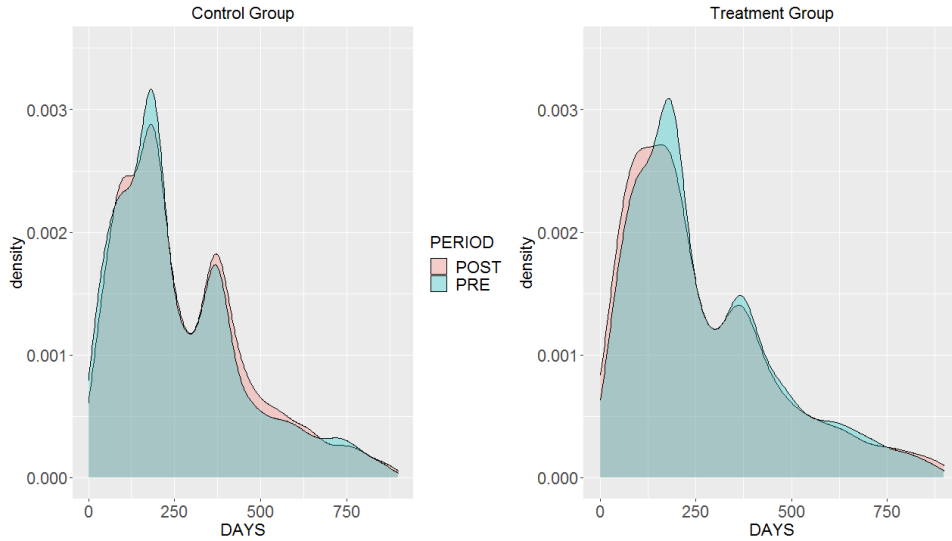 Control Group
density
0.003
0.002
0.001
0.000
0
250
500
750
DAYS
PERIOD
POST
PRE
Treatment Group
density
0.003
0.002
0.001
0.000
0
250
500
750
DAYS